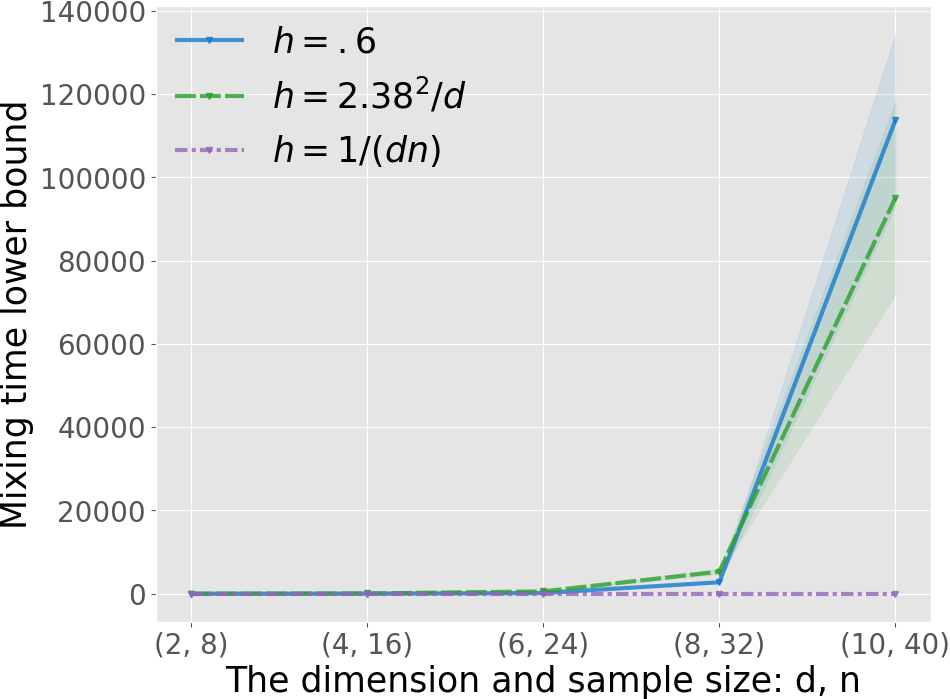 140000
120000
100000
80000
60000
40000
20000
0
Mixing time lower bound
h = .6
h = 2.38²/d
h = 1/(dn)
(2, 8) (4, 16) (6, 24) (8, 32) (10, 40)
The dimension and sample size: d, n